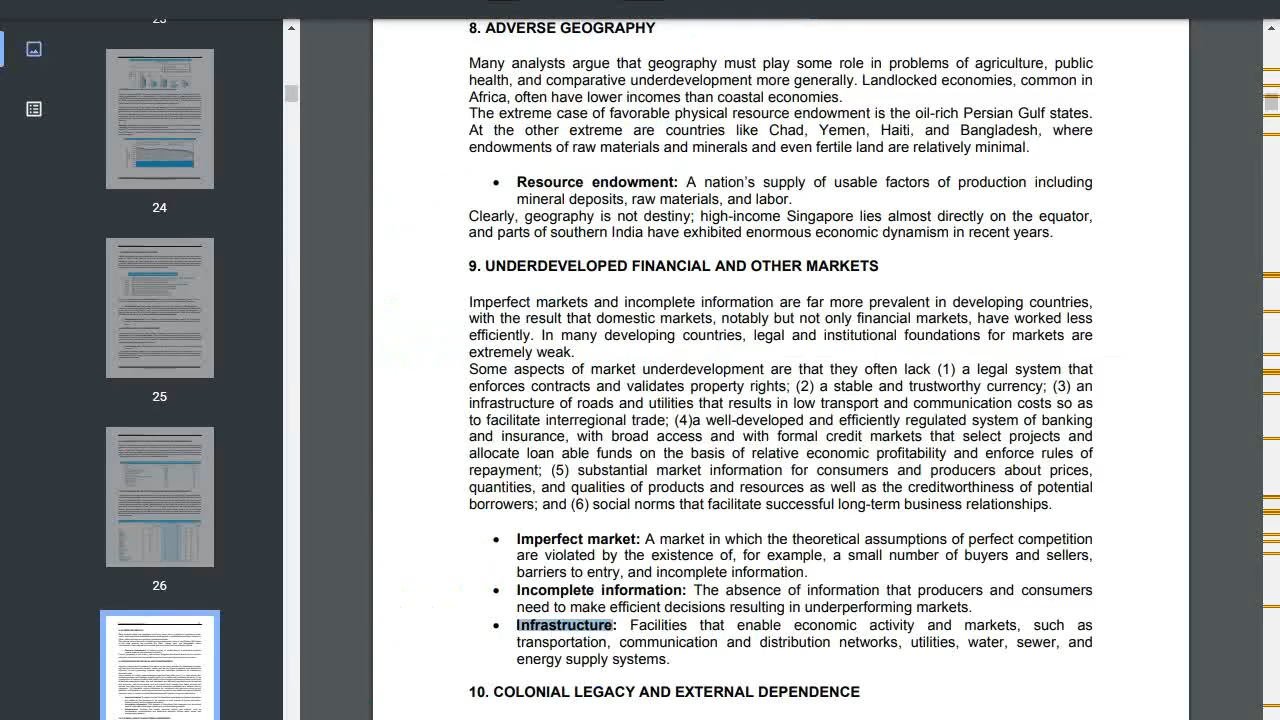 23
24
25
26
8. ADVERSE GEOGRAPHY
Many analysts argue that geography must play some role in problems of agriculture, public
health, and comparative underdevelopment more generally. Landlocked economies, common in
Africa, often have lower incomes than coastal economies.
The extreme case of favorable physical resource endowment is the oil-rich Persian Gulf states.
At the other extreme are countries like Chad, Yemen, Haiti, and Bangladesh, where
endowments of raw materials and minerals and even fertile land are relatively minimal.
• Resource endowment: A nation’s supply of usable factors of production including
mineral deposits, raw materials, and labor.
Clearly, geography is not destiny; high-income Singapore lies almost directly on the equator,
and parts of southern India have exhibited enormous economic dynamism in recent years.
9. UNDERDEVELOPED FINANCIAL AND OTHER MARKETS
Imperfect markets and incomplete information are far more prevalent in developing countries,
with the result that domestic markets, notably but not only financial markets, have worked less
efficiently. In many developing countries, legal and institutional foundations for markets are
extremely weak.
Some aspects of market underdevelopment are that they often lack (1) a legal system that
enforces contracts and validates property rights; (2) a stable and trustworthy currency; (3) an
infrastructure of roads and utilities that results in low transport and communication costs so as
to facilitate interregional trade; (4)a well-developed and efficiently regulated system of banking
and insurance, with broad access and with formal credit markets that select projects and
allocate loan able funds on the basis of relative economic profitability and enforce rules of
repayment; (5) substantial market information for consumers and producers about prices,
quantities, and qualities of products and resources as well as the creditworthiness of potential
borrowers; and (6) social norms that facilitate successful long-term business relationships.
• Imperfect market: A market in which the theoretical assumptions of perfect competition
are violated by the existence of, for example, a small number of buyers and sellers,
barriers to entry, and incomplete information.
• Incomplete information: The absence of information that producers and consumers
need to make efficient decisions resulting in underperforming markets.
• Infrastructure: Facilities that enable economic activity and markets, such as
transportation, communication and distribution networks, utilities, water, sewer, and
energy supply systems.
10. COLONIAL LEGACY AND EXTERNAL DEPENDENCE